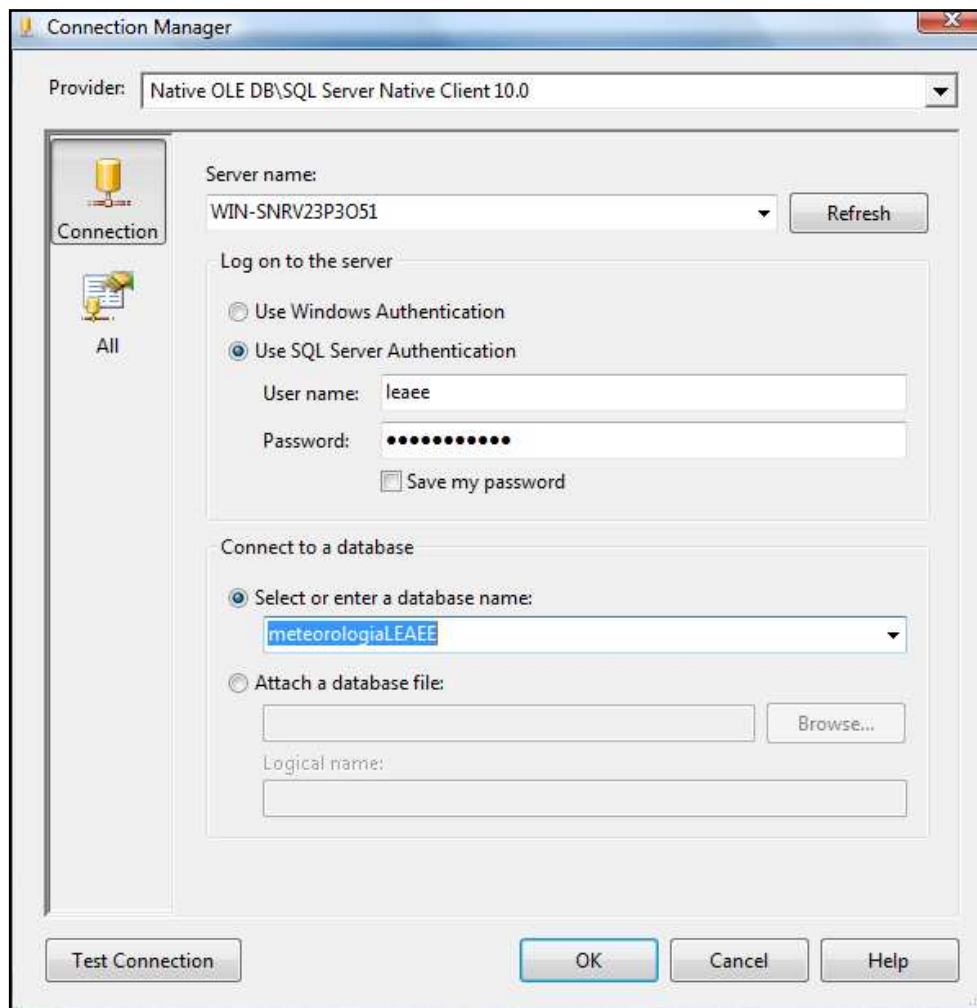 Connection Manager
Provider: Native OLE DB\SQL Server Native Client 10.0
Connection
All
Server name:
WIN-SNRV23P3O51
Refresh
Log on to the server
Use Windows Authentication
Use SQL Server Authentication
User name: leaee
Password: ●●●●●●●●●●●
Save my password
Connect to a database
Select or enter a database name:
meteorologiaLEAEE
Attach a database file:
Browse...
Logical name:
Test Connection OK Cancel Help